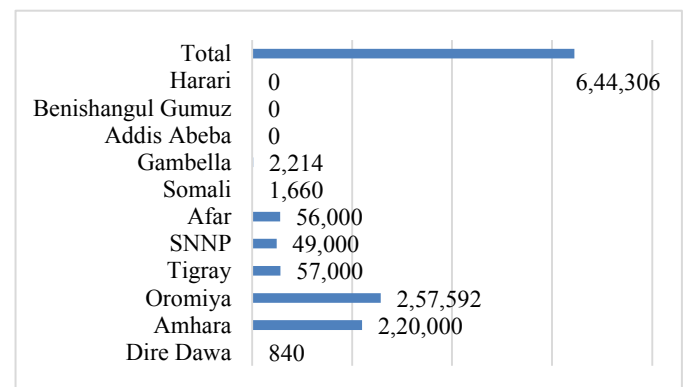 Total 6,44,306
Harari 0
Benishangul Gumuz 0
Addis Abeba 0
Gambella 2,214
Somali 1,660
Afar 56,000
SNNP 49,000
Tigray 57,000
Oromiya 2,57,592
Amhara 2,20,000
Dire Dawa 840